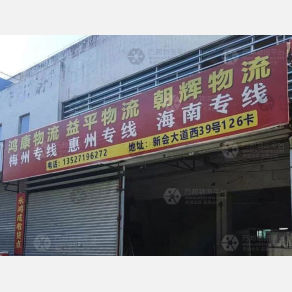 鸿康物流 益平物流 朝辉物流
梅州专线 惠州专线 海南专线
电话：13527196272 地址：新会大道西39号126卡